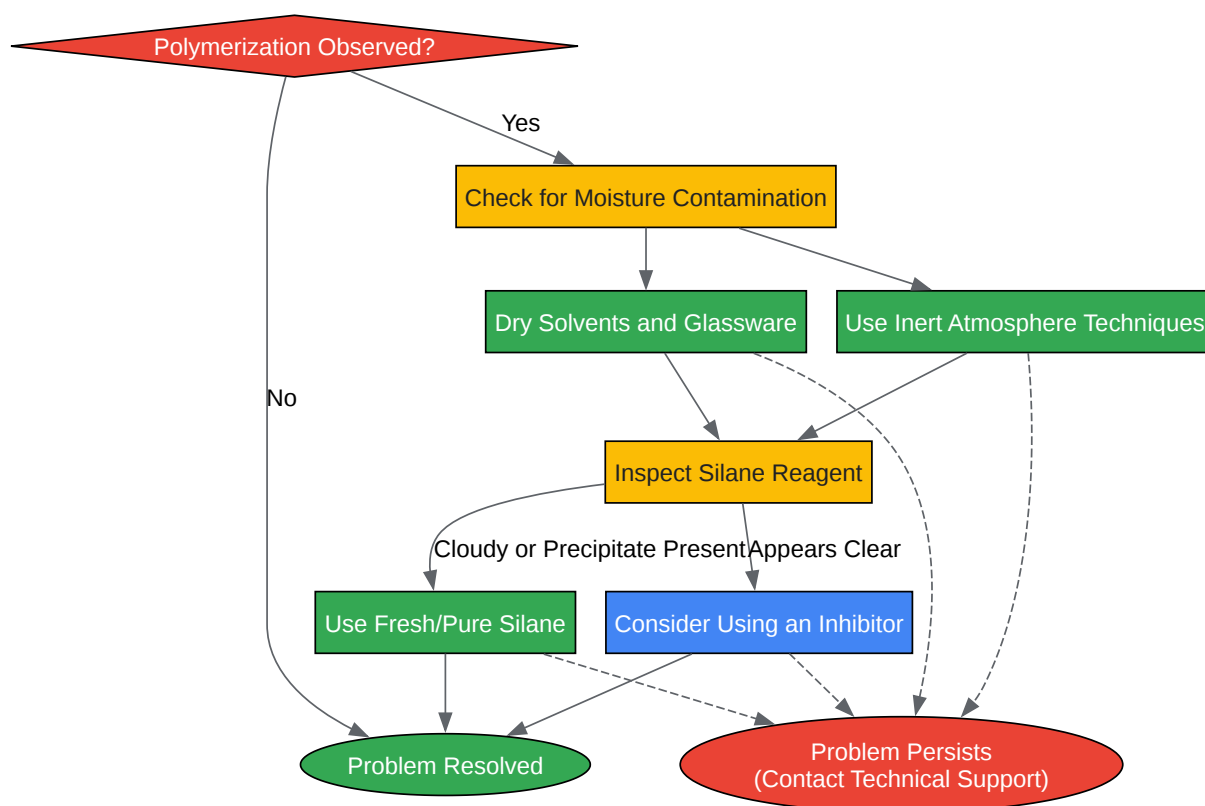 Polymerization Observed?
Yes
Check for Moisture Contamination
Dry Solvents and Glassware
Use Inert Atmosphere Techniques
No
Inspect Silane Reagent
Cloudy or Precipitate Present
Appears Clear
Use Fresh/Pure Silane
Consider Using an Inhibitor
Problem Resolved
Problem Persists
(Contact Technical Support)